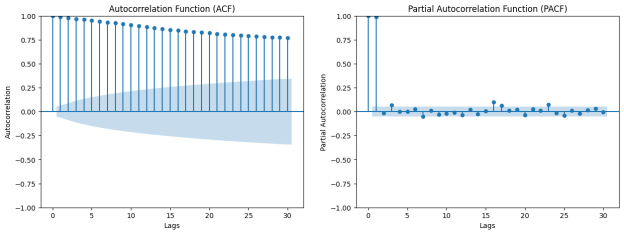 Autocorrelation Function (ACF)
1.00
0.75
0.50
0.25
0.00
−0.25
−0.50
−0.75
−1.00
Autocorrelation
0 5 10 15 20 25 30
Lags
Partial Autocorrelation Function (PACF)
1.00
0.75
0.50
0.25
0.00
−0.25
−0.50
−0.75
−1.00
Partial Autocorrelation
0 5 10 15 20 25 30
Lags